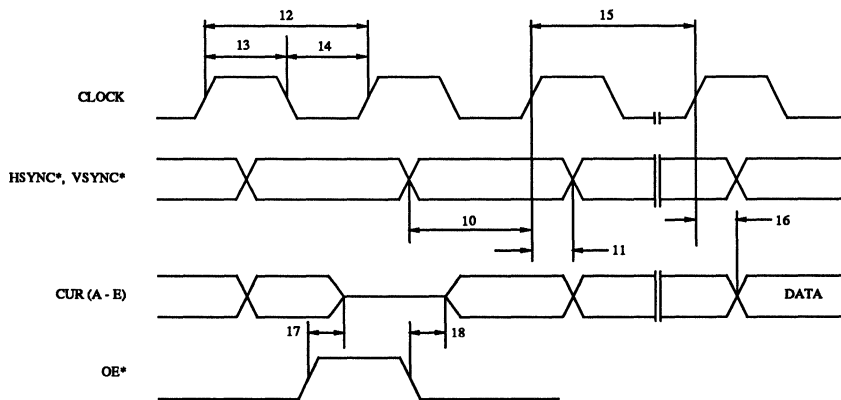 12
15
13 14
CLOCK
HSYNC*, VSYNC*
10
16
11
CUR (A - E)
DATA
17
18
OE*